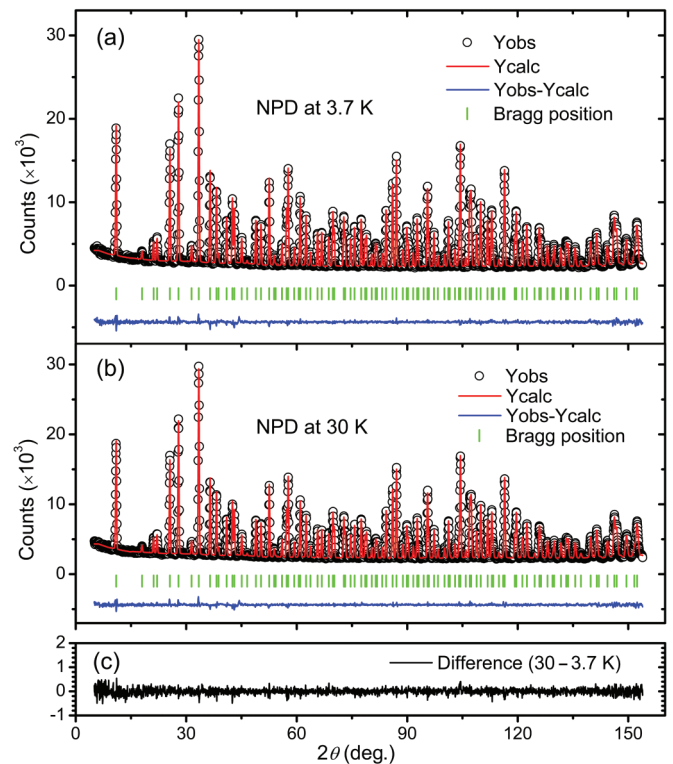 (a)
Yobs
Ycalc
Yobs-Ycalc
Bragg position
NPD at 3.7 K
Counts (×10³)
30
20
10
0
(b)
Yobs
Ycalc
Yobs-Ycalc
Bragg position
NPD at 30 K
Counts (×10³)
30
20
10
0
(c)
Difference (30 – 3.7 K)
2
1
0
-1
0 30 60 90 120 150
2θ (deg.)